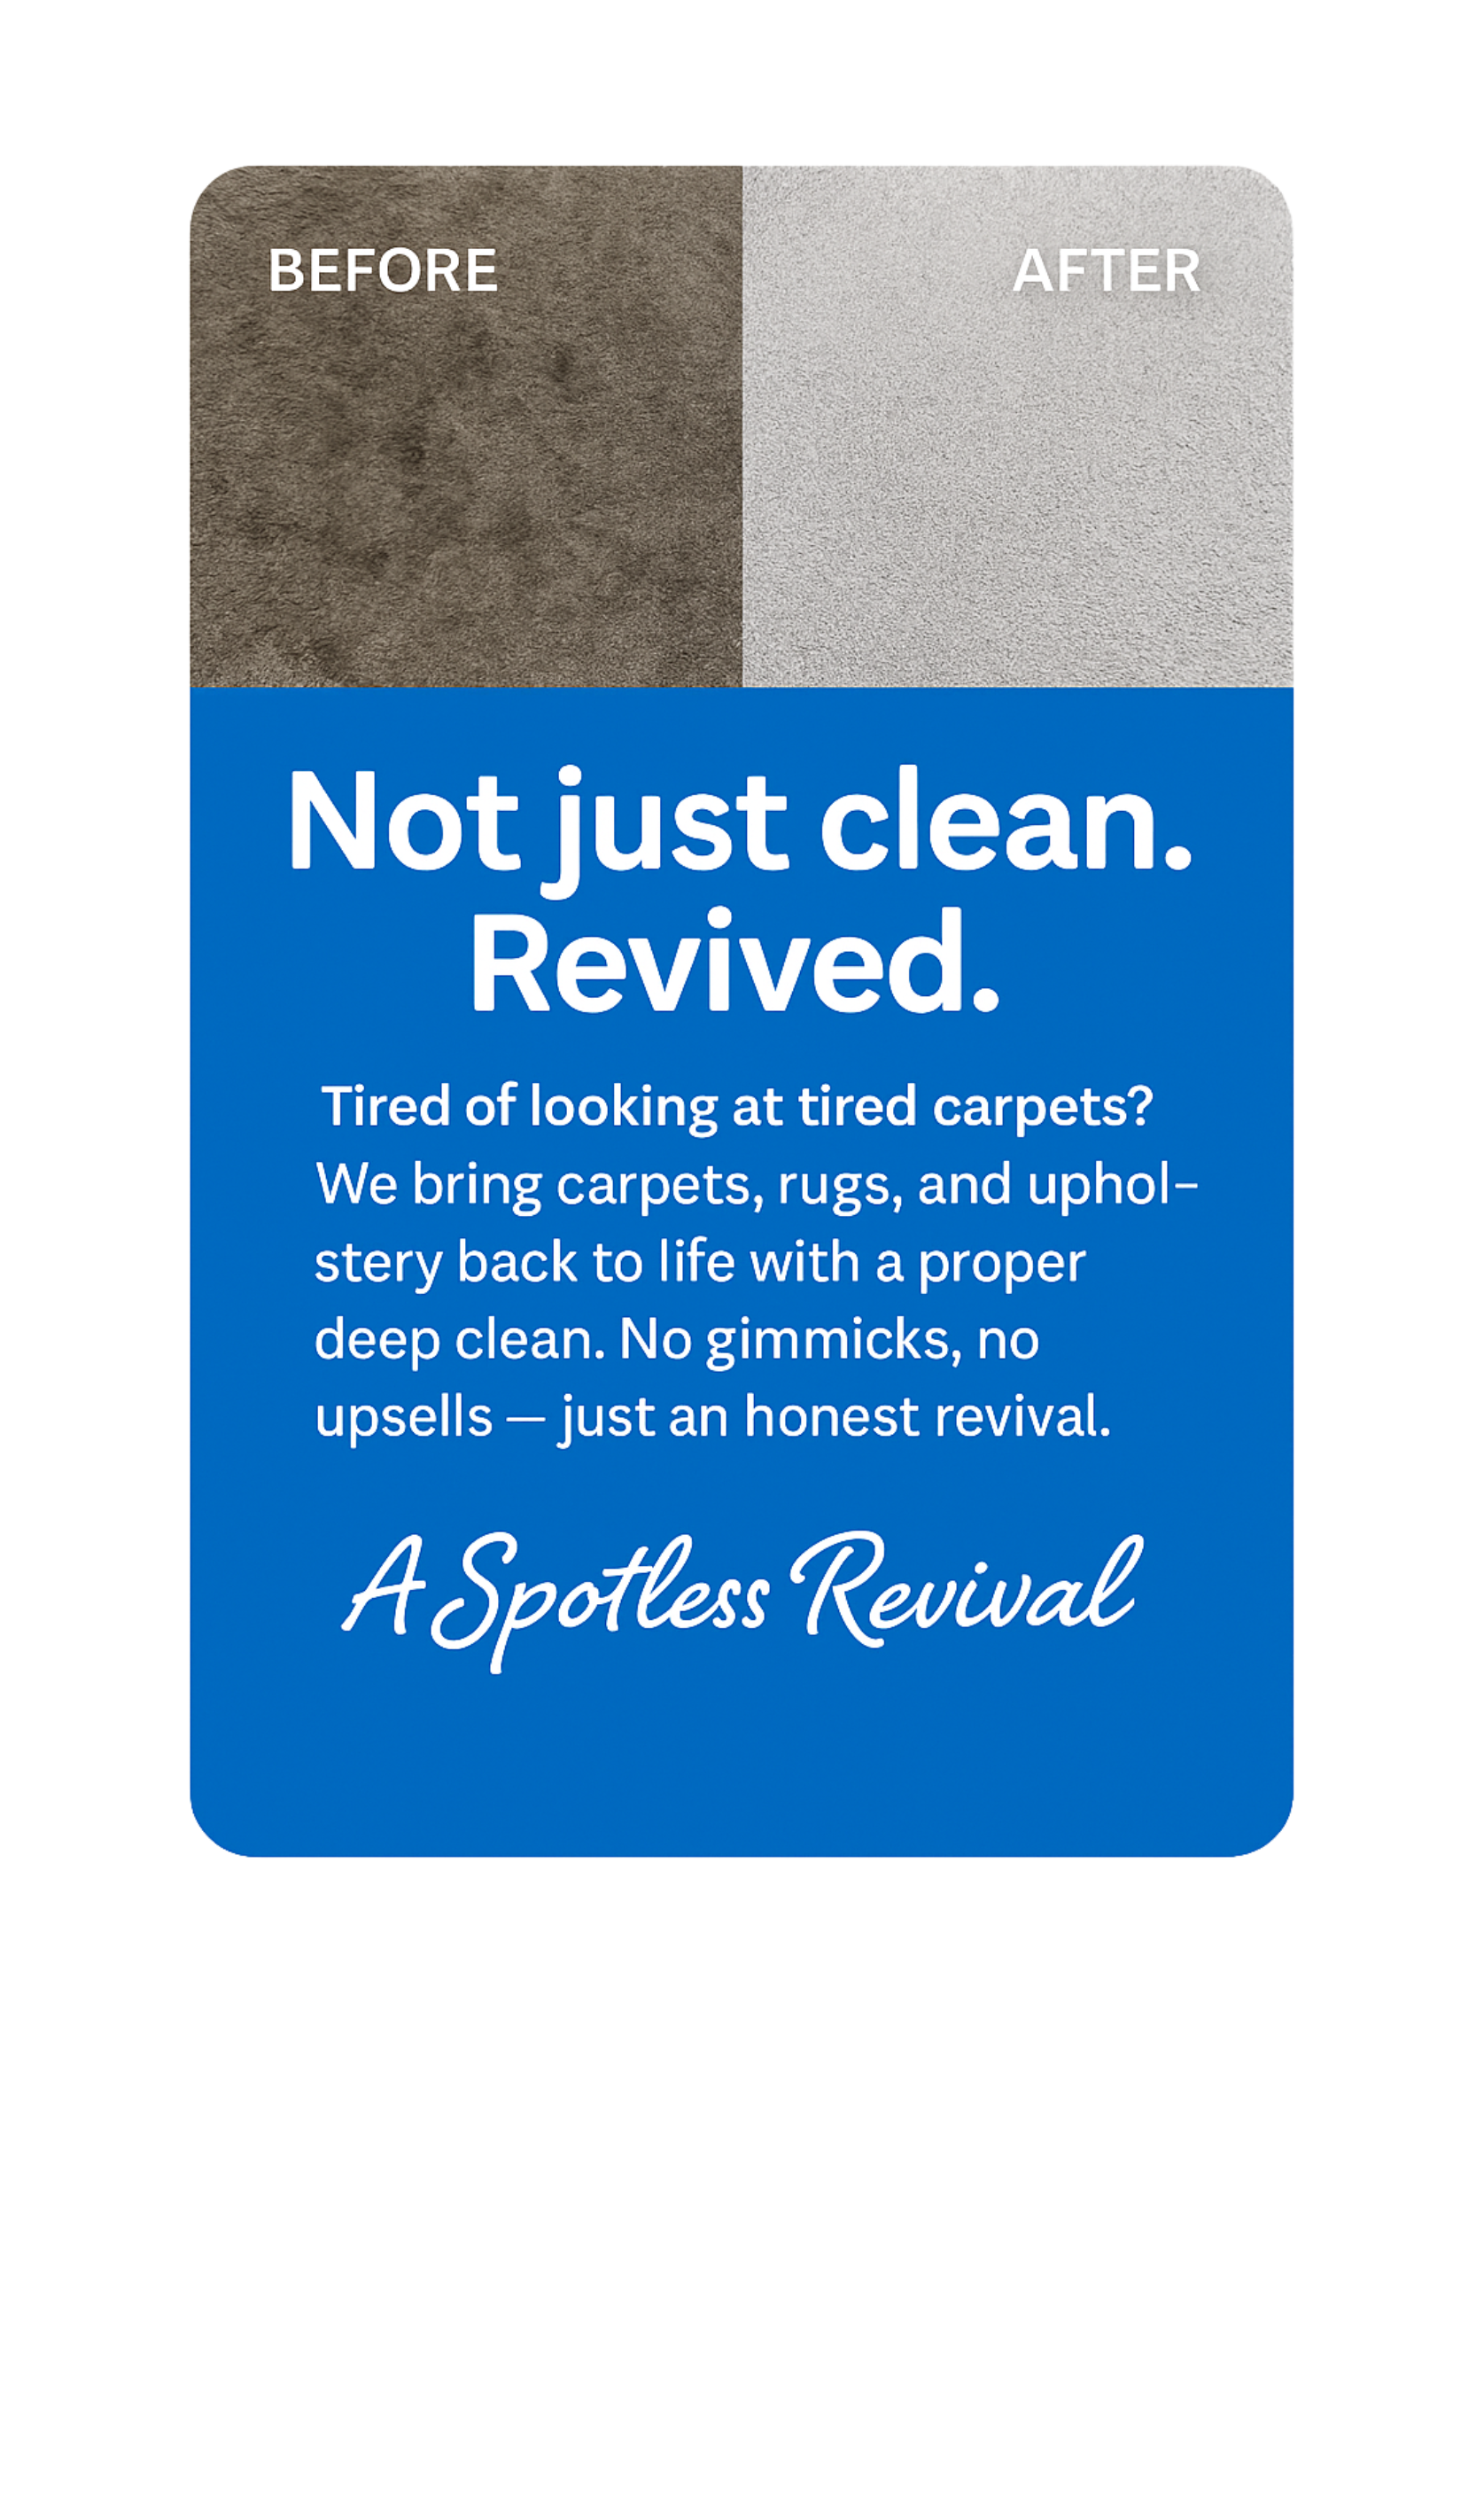 BEFORE AFTER
Not just clean.
Revived.
Tired of looking at tired carpets?
We bring carpets, rugs, and uphol-
stery back to life with a proper
deep clean. No gimmicks, no
upsells — just an honest revival.
A Spotless Revival